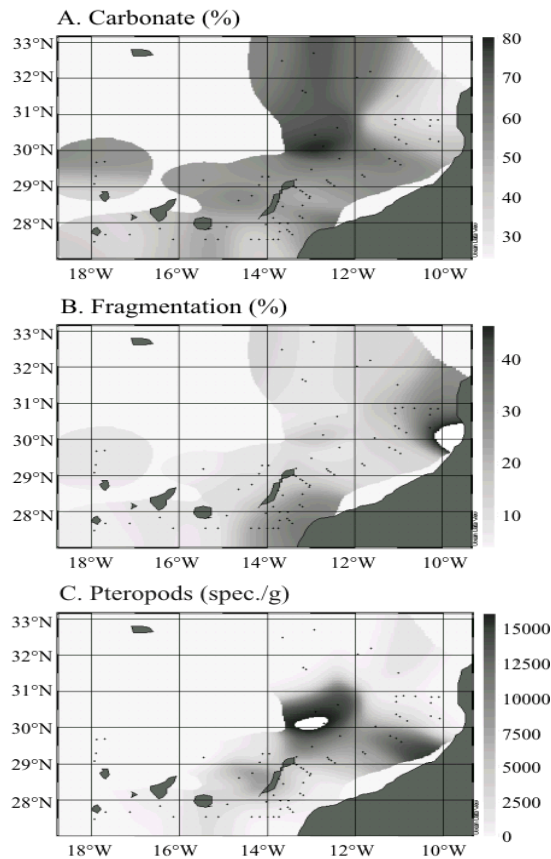 A. Carbonate (%)
33°N
32°N
31°N
30°N
29°N
28°N
18°W 16°W 14°W 12°W 10°W
80
70
60
50
40
30
B. Fragmentation (%)
33°N
32°N
31°N
30°N
29°N
28°N
18°W 16°W 14°W 12°W 10°W
40
30
20
10
C. Pteropods (spec./g)
33°N
32°N
31°N
30°N
29°N
28°N
18°W 16°W 14°W 12°W 10°W
15000
12500
10000
7500
5000
2500
0